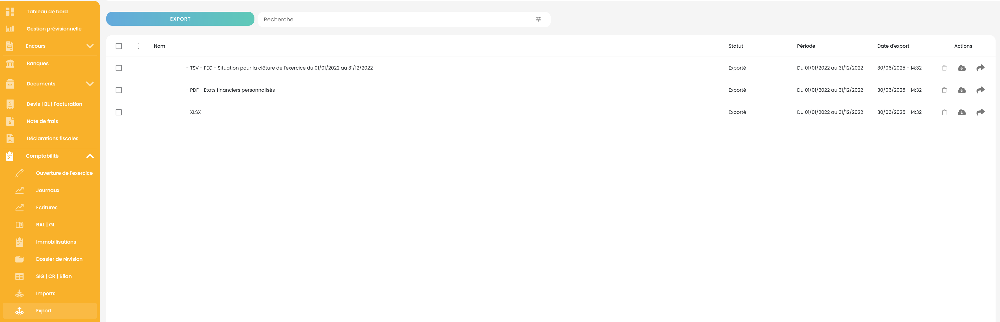 Tableau de bord
Gestion prévisionnelle
Encours
Banques
Documents
Devis | BL | Facturation
Note de frais
Déclarations fiscales
Comptabilité
Ouverture de l'exercice
Journaux
Ecritures
BAL | GL
Immobilisations
Dossier de révision
SIG | CR | Bilan
Imports
Export
EXPORT
Recherche
Nom Statut Période Date d'export Actions
- TSV - FEC - Situation pour la clôture de l'exercice du 01/01/2022 au 31/12/2022 Exporté Du 01/01/2022 au 31/12/2022 30/06/2025 - 14:32
- PDF - Etats financiers personnalisés - Exporté Du 01/01/2022 au 31/12/2022 30/06/2025 - 14:32
- XLSX - Exporté Du 01/01/2022 au 31/12/2022 30/06/2025 - 14:32